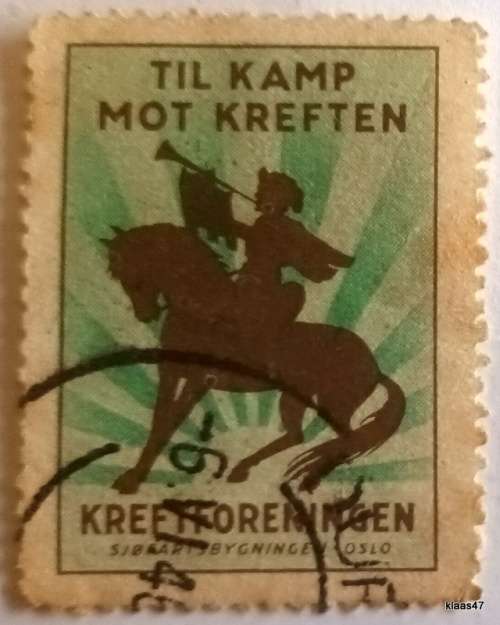 TIL KAMP
MOT KREFTEN
KREFTFORENINGEN
SJØFARTSBYGNINGEN OSLO
klaas47